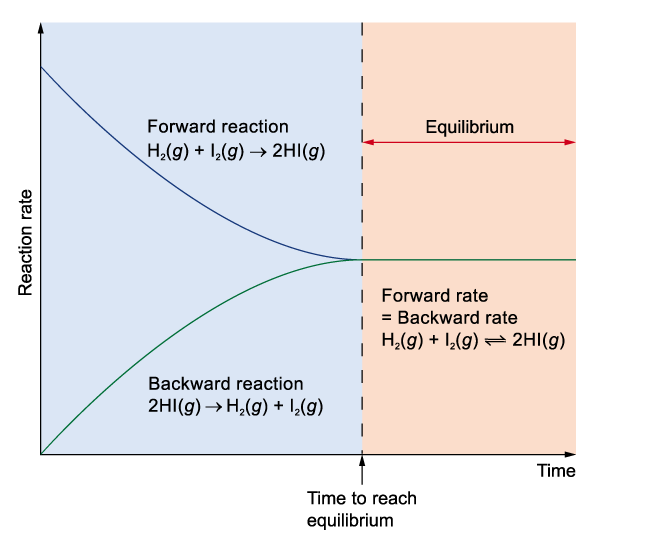 Forward reaction
H₂(g) + I₂(g) → 2HI(g)
Equilibrium
Reaction rate
Forward rate
= Backward rate
H₂(g) + I₂(g) ⇌ 2HI(g)
Backward reaction
2HI(g) → H₂(g) + I₂(g)
Time
Time to reach
equilibrium